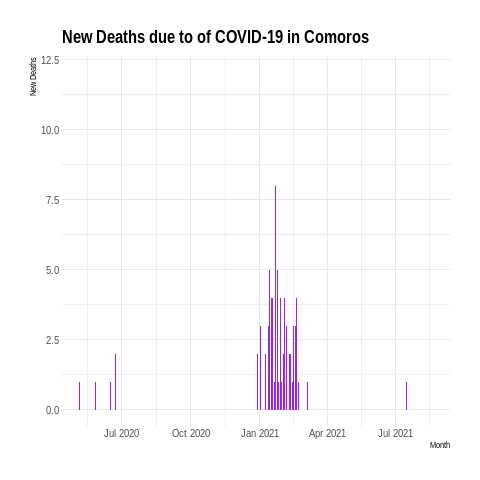 New Deaths due to of COVID-19 in Comoros
New Deaths
12.5
10.0
7.5
5.0
2.5
0.0
Jul 2020 Oct 2020 Jan 2021 Apr 2021 Jul 2021
Month